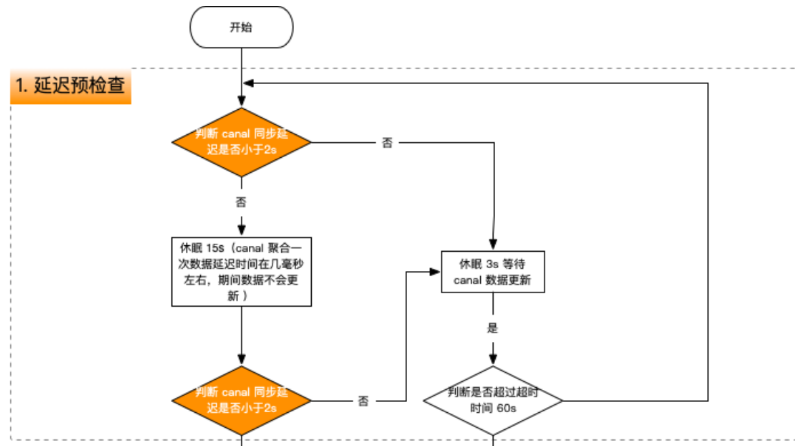 开始
1. 延迟预检查
判断 canal 同步延
迟是否小于2s
否
否
休眠 15s（canal 聚合一
次数据延迟时间在几毫秒
左右，期间数据不会更
新 ）
休眠 3s 等待
canal 数据更新
是
判断 canal 同步延
迟是否小于2s
否
判断是否超过超时
时间 60s